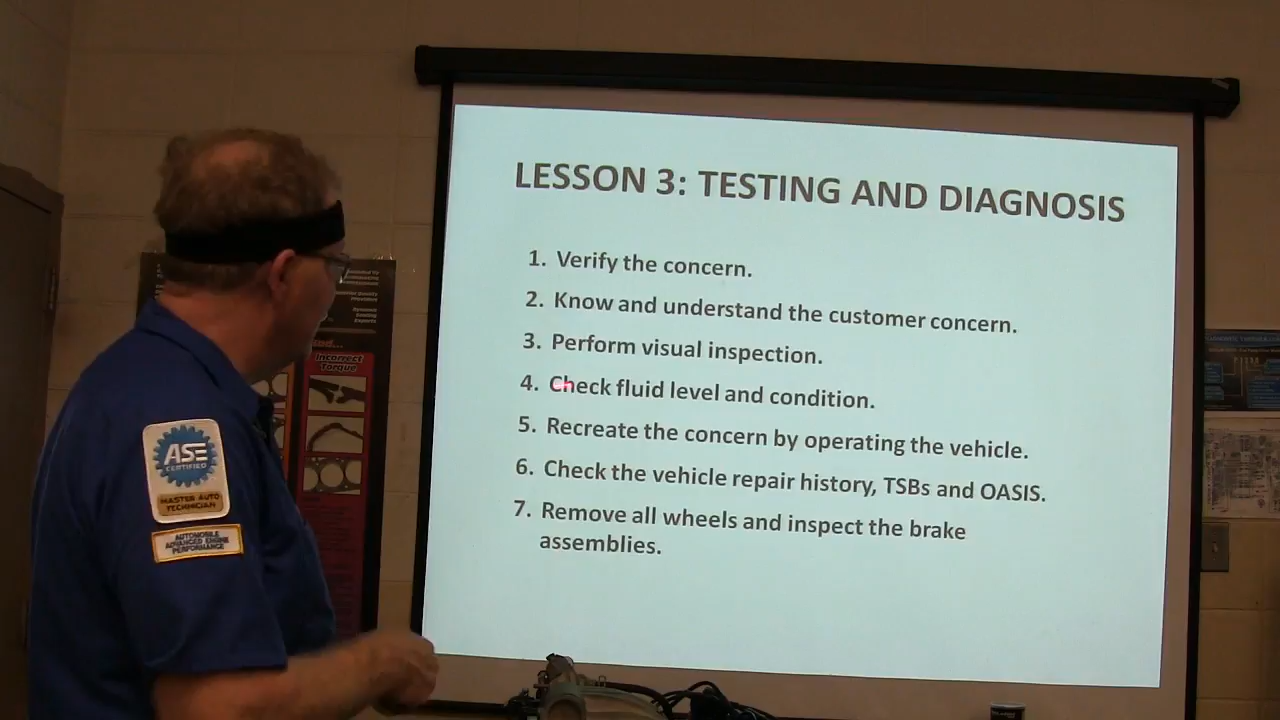 LESSON 3: TESTING AND DIAGNOSIS
1. Verify the concern.
2. Know and understand the customer concern.
3. Perform visual inspection.
4. Check fluid level and condition.
5. Recreate the concern by operating the vehicle.
6. Check the vehicle repair history, TSBs and OASIS.
7. Remove all wheels and inspect the brake
assemblies.
Incorrect
Torque
ASE
CERTIFIED
MASTER AUTO
TECHNICIAN
AUTOMOBILE
ADVANCED ENGINE
PERFORMANCE